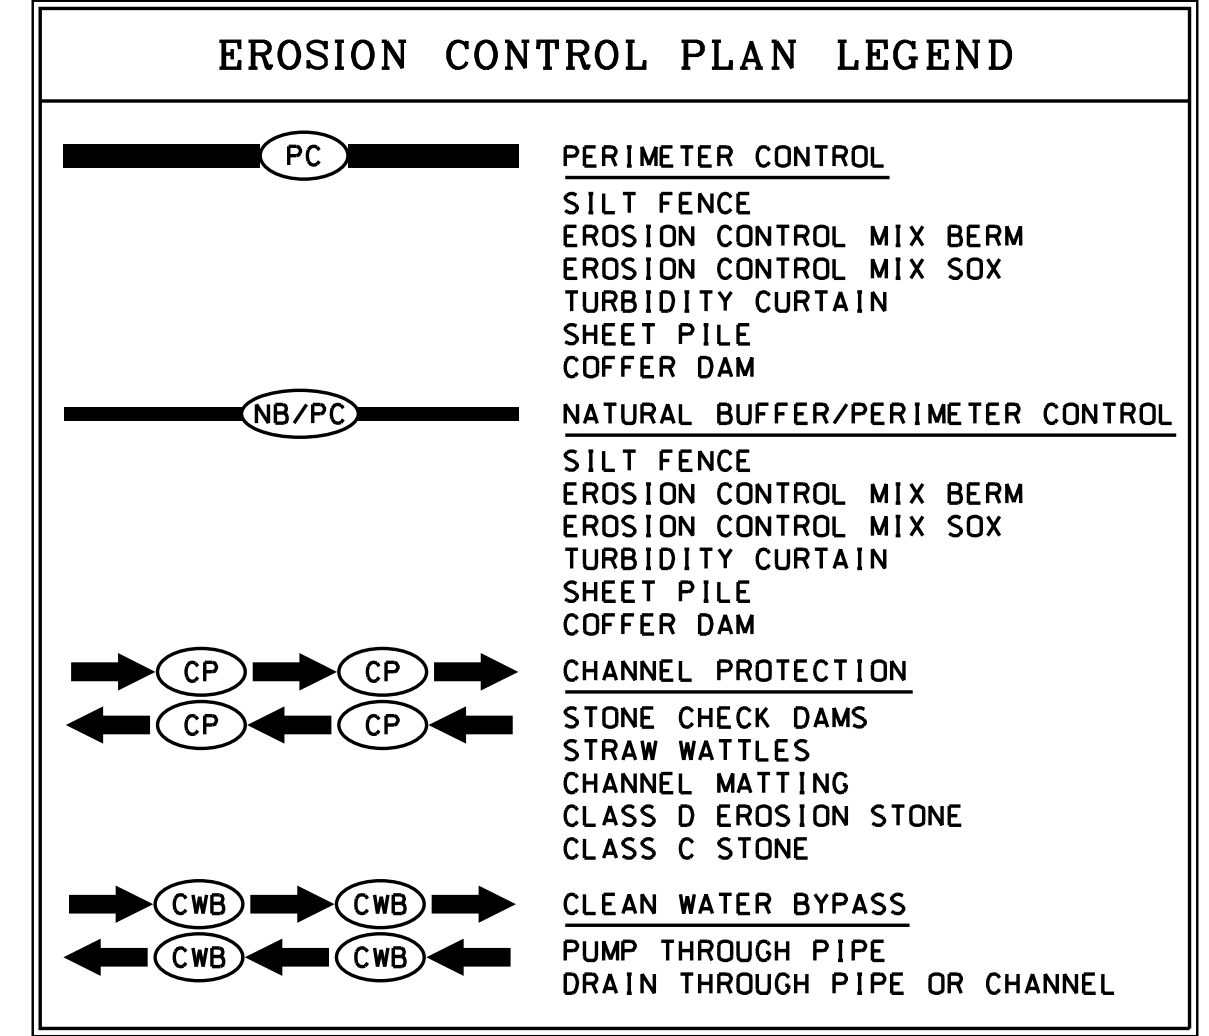 EROSION CONTROL PLAN LEGEND
PC PERIMETER CONTROL
SILT FENCE
EROSION CONTROL MIX BERM
EROSION CONTROL MIX SOX
TURBIDITY CURTAIN
SHEET PILE
COFFER DAM
NB/PC NATURAL BUFFER/PERIMETER CONTROL
SILT FENCE
EROSION CONTROL MIX BERM
EROSION CONTROL MIX SOX
TURBIDITY CURTAIN
SHEET PILE
COFFER DAM
CP CP CHANNEL PROTECTION
CP CP STONE CHECK DAMS
STRAW WATTLES
CHANNEL MATTING
CLASS D EROSION STONE
CLASS C STONE
CWB CWB CLEAN WATER BYPASS
CWB CWB PUMP THROUGH PIPE
DRAIN THROUGH PIPE OR CHANNEL